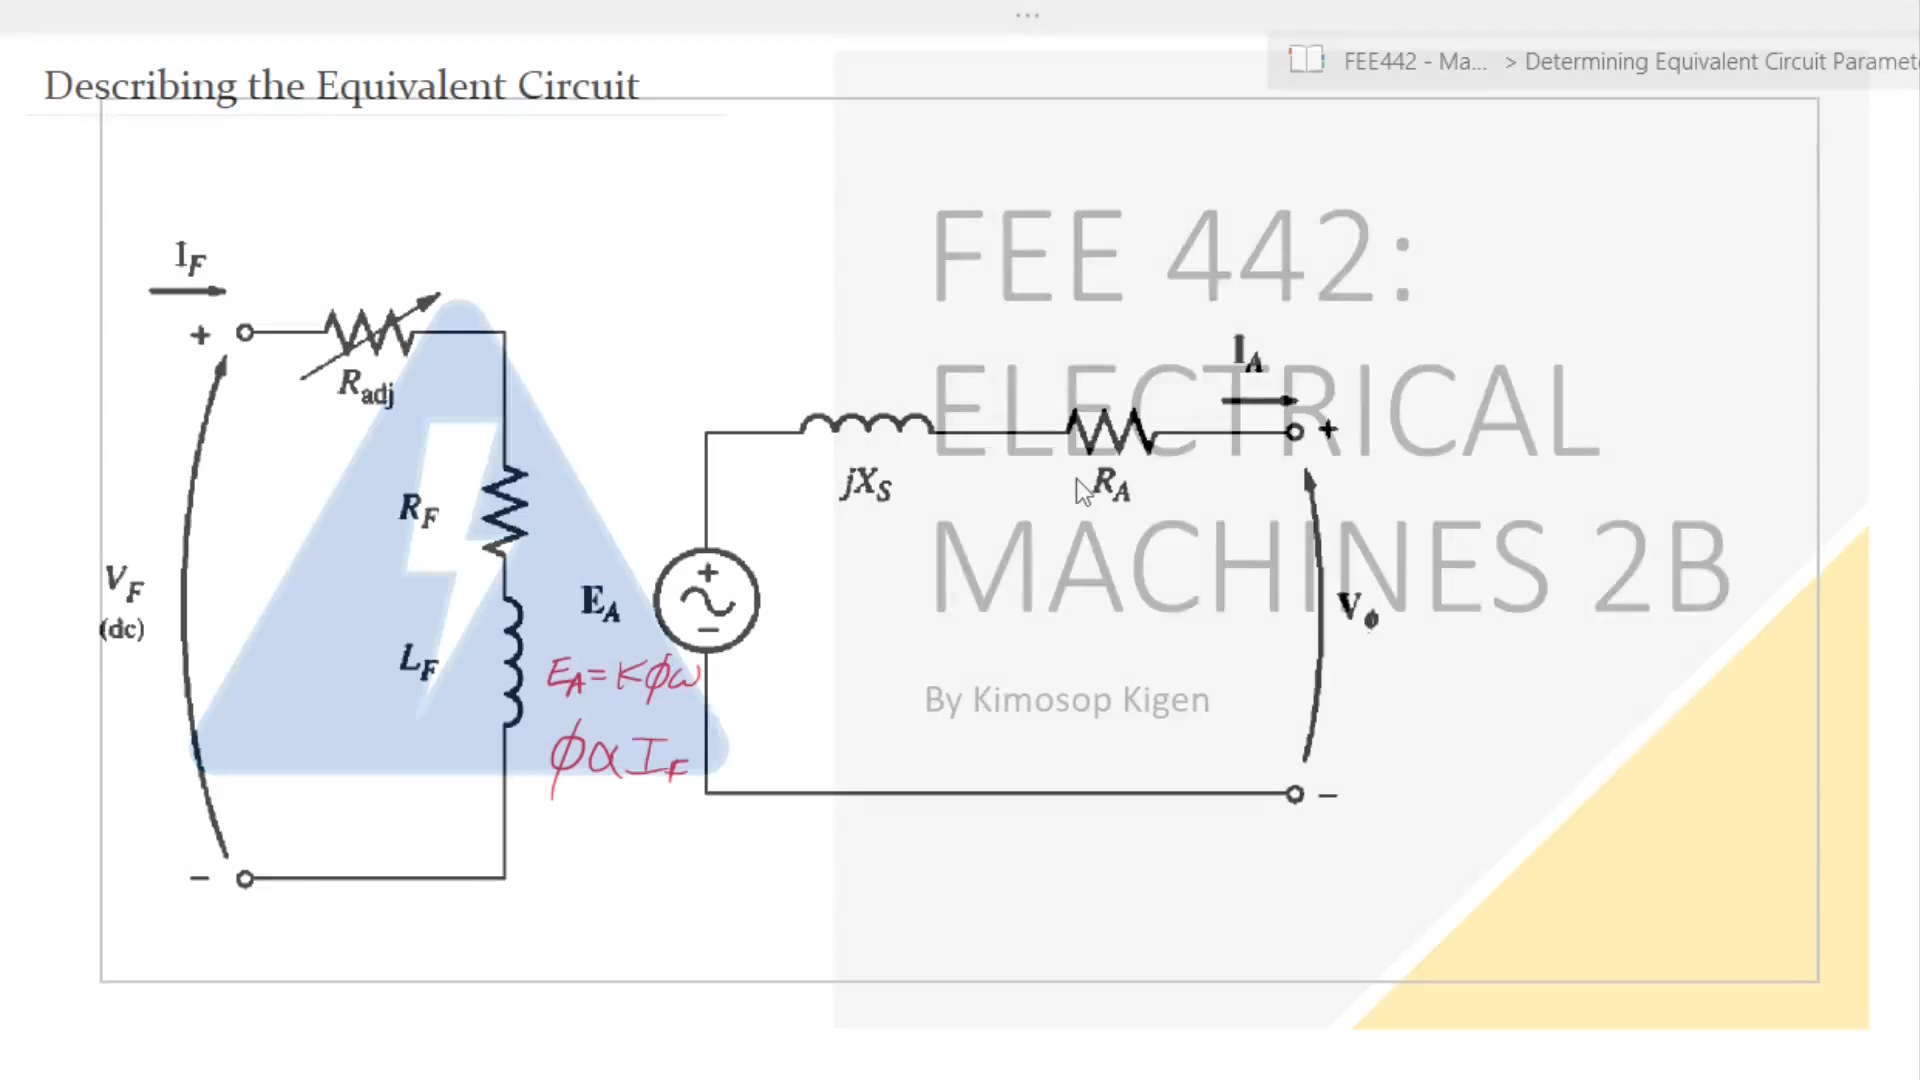 ...
FEE442 - Ma... > Determining Equivalent Circuit Paramet
Describing the Equivalent Circuit
FEE 442:
ELECTRICAL
MACHINES 2B
By Kimosop Kigen
I_F
+
R_adj
R_F
V_F
(dc)
L_F
−
E_A
+
−
E_A = Kϕω
ϕ α I_F
jX_S
R_A
I_A
+
V_ϕ
−